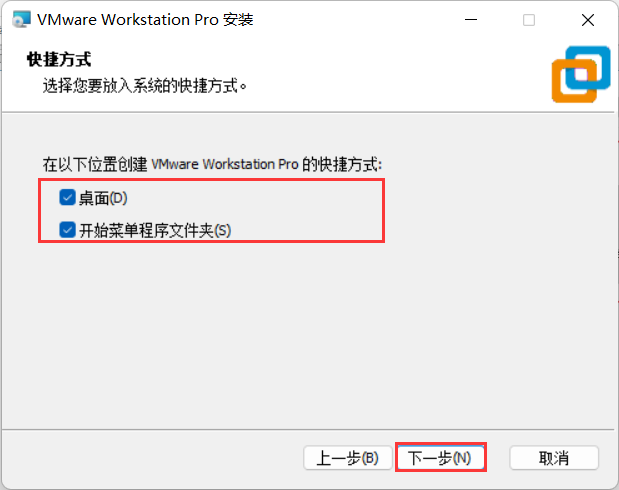 VMware Workstation Pro 安装
快捷方式
选择您要放入系统的快捷方式。
在以下位置创建 VMware Workstation Pro 的快捷方式:
桌面(D)
开始菜单程序文件夹(S)
上一步(B) 下一步(N) 取消